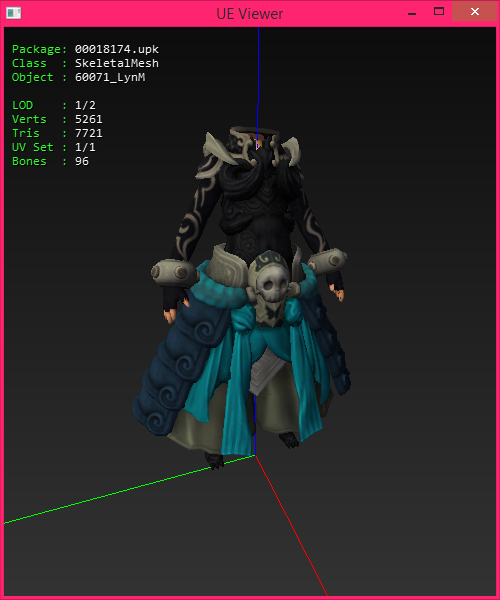 UE Viewer
Package: 00018174.upk
Class : SkeletalMesh
Object : 60071_LynM
LOD : 1/2
Verts : 5261
Tris : 7721
UV Set : 1/1
Bones : 96